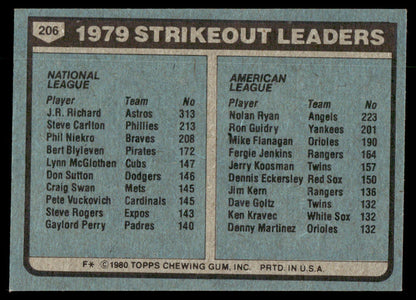 206 1979 STRIKEOUT LEADERS
NATIONAL
LEAGUE
Player Team No
J.R. Richard Astros 313
Steve Carlton Phillies 213
Phil Niekro Braves 208
Bert Blyleven Pirates 172
Lynn McGlothen Cubs 147
Don Sutton Dodgers 146
Craig Swan Mets 145
Pete Vuckovich Cardinals 145
Steve Rogers Expos 143
Gaylord Perry Padres 140
AMERICAN
LEAGUE
Player Team No
Nolan Ryan Angels 223
Ron Guidry Yankees 201
Mike Flanagan Orioles 190
Fergie Jenkins Rangers 164
Jerry Koosman Twins 157
Dennis Eckersley Red Sox 150
Jim Kern Rangers 136
Dave Goltz Twins 132
Ken Kravec White Sox 132
Denny Martinez Orioles 132
F* © 1980 TOPPS CHEWING GUM, INC. PRTD. IN U.S.A.